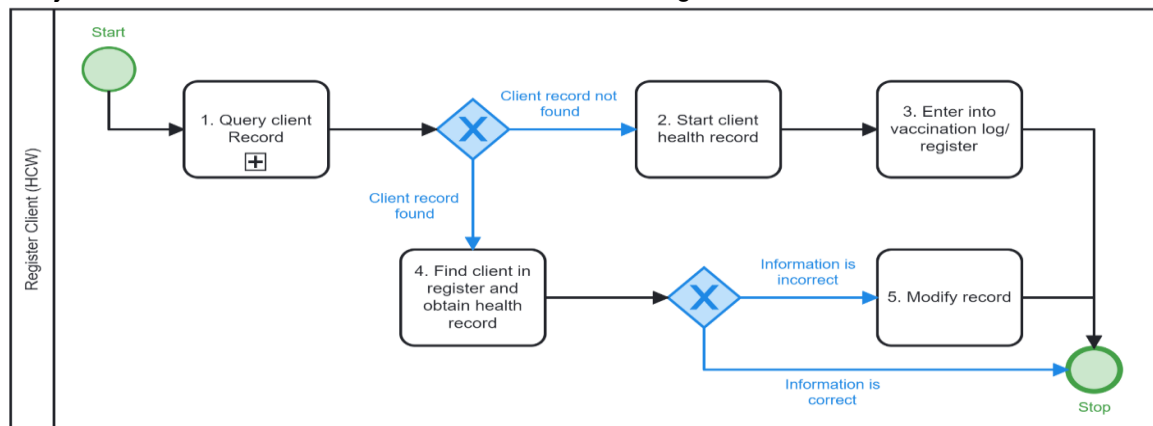 Start
Register Client (HCW)
1. Query client
Record
Client record not
found
2. Start client
health record
3. Enter into
vaccination log/
register
Client record
found
4. Find client in
register and
obtain health
record
Information is
incorrect
5. Modify record
Information is
correct
Stop